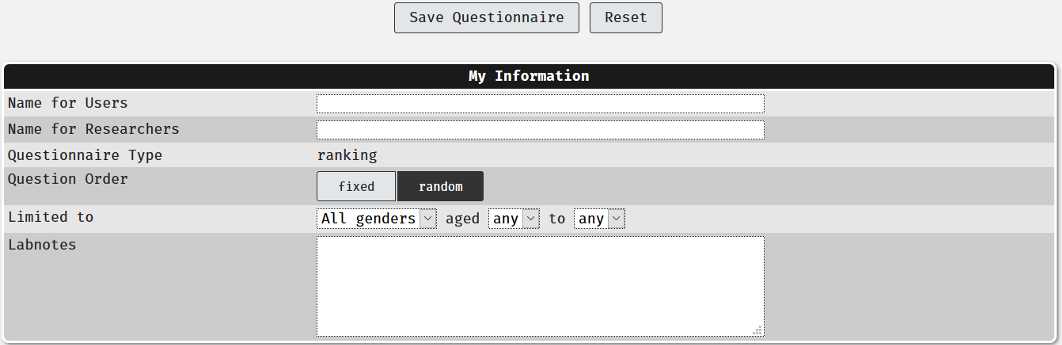 Save Questionnaire Reset
My Information
Name for Users
Name for Researchers
Questionnaire Type ranking
Question Order fixed random
Limited to All genders aged any to any
Labnotes